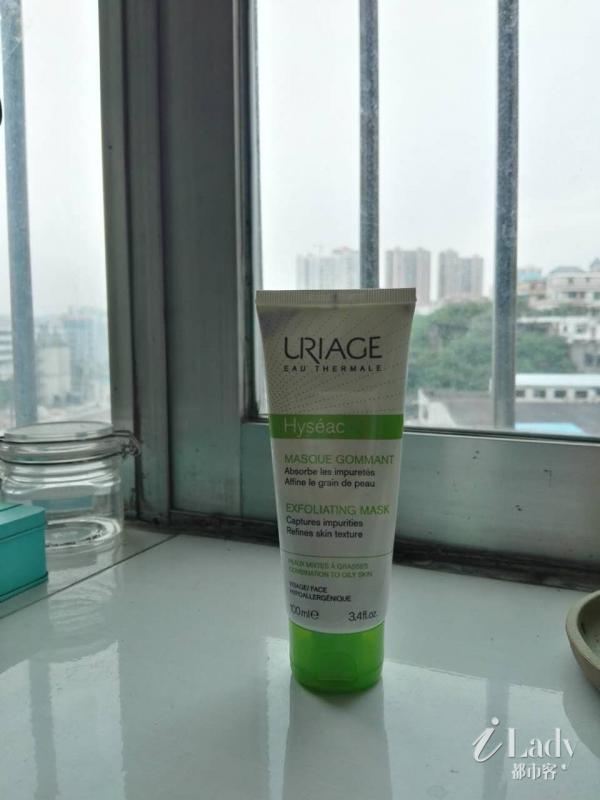 URIAGE
EAU THERMALE
Hyséac
MASQUE GOMMANT
Absorbe les impuretés
Affine le grain de peau
EXFOLIATING MASK
Captures impurities
Refines skin texture
PEAUX MIXTES À GRASSES
COMBINATION TO OILY SKIN
VISAGE/ FACE
HYPOALLERGÉNIQUE
100ml℮ 3.4fl.oz.
iLady
都市客